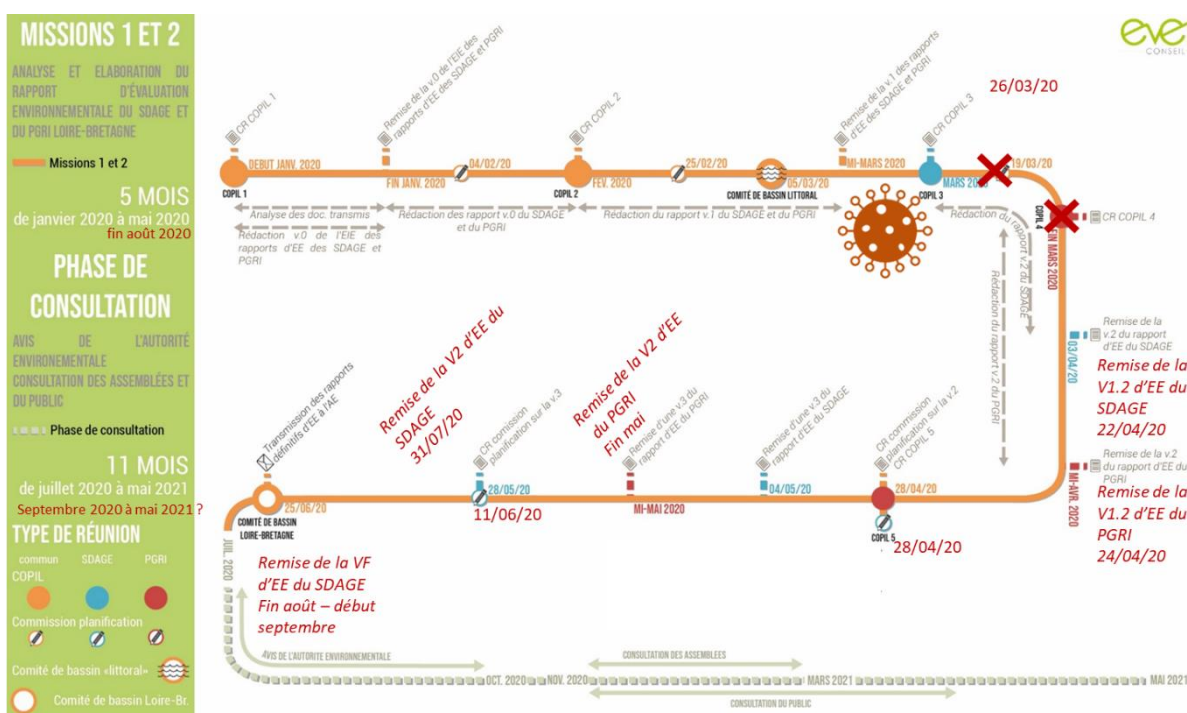 MISSIONS 1 ET 2
ANALYSE ET ELABORATION DU
RAPPORT D'ÉVALUATION
ENVIRONNEMENTALE DU SDAGE ET
DU PGRI LOIRE-BRETAGNE
Missions 1 et 2
5 MOIS
de janvier 2020 à mai 2020
fin août 2020
PHASE DE
CONSULTATION
AVIS DE L'AUTORITÉ
ENVIRONEMENTALE
CONSULTATION DES ASSEMBLÉES ET
DU PUBLIC
Phase de consultation
11 MOIS
de juillet 2020 à mai 2021
Septembre 2020 à mai 2021 ?
TYPE DE RÉUNION
commun SDAGE PGRI
COPIL
Commission planification
Comité de bassin «littoral»
Comité de bassin Loire-Br.
eve
CONSEIL
CR COPIL 1
Remise de la v.0 de l'EIE des
rapports d'EE des SDAGE et PGRI
CR COPIL 2
Remise de la v.1 des rapports
d'EE des SDAGE et PGRI
CR COPIL 3
26/03/20
DEBUT JANV. 2020
COPIL 1
FIN JANV. 2020
04/02/20
COPIL 2
FEV. 2020
25/02/20
COMITÉ DE BASSIN LITTORAL
05/03/20
MI-MARS 2020
COPIL 3
MARS 2020
19/03/20
Analyse des doc. transmis
Rédaction v.0 de l'EIE des
rapports d'EE des SDAGE et
PGRI
Rédaction des rapport v.0 du SDAGE
et du PGRI
Rédaction du rapport v.1 du SDAGE et du PGRI
Rédaction du rapport v.2 du SDAGE
Rédaction du rapport v.2 du PGRI
COPIL 4
FIN MARS 2020
CR COPIL 4
03/04/20
Remise de la
v.2 du rapport
d'EE du SDAGE
Remise de la
V1.2 d'EE du
SDAGE
22/04/20
MI-AVR. 2020
Remise de la v.2
du rapport d'EE du
PGRI
Remise de la
V1.2 d'EE du
PGRI
24/04/20
CR commission
planification sur la v.2
CR COPIL 5
28/04/20
COPIL 5
28/04/20
Remise d'une v.3 du
rapport d'EE du SDAGE
04/05/20
Remise de la V2 d'EE
du PGRI
Fin mai
Remise d'une v.3 du
rapport d'EE du PGRI
MI-MAI 2020
Remise de la V2 d'EE du
SDAGE
31/07/20
CR comission
planification sur la v.3
28/05/20
11/06/20
Transmission des rapports
définitifs d'EE à l'AE
25/06/20
COMITÉ DE BASSIN
LOIRE-BRETAGNE
Remise de la VF
d'EE du SDAGE
Fin août – début
septembre
JUIL. 2020
AVIS DE L'AUTORITE ENVIRONNEMENTALE
CONSULTATION DES ASSEMBLÉES
OCT. 2020
NOV. 2020
MARS 2021
MAI 2021
CONSULTATION DU PUBLIC